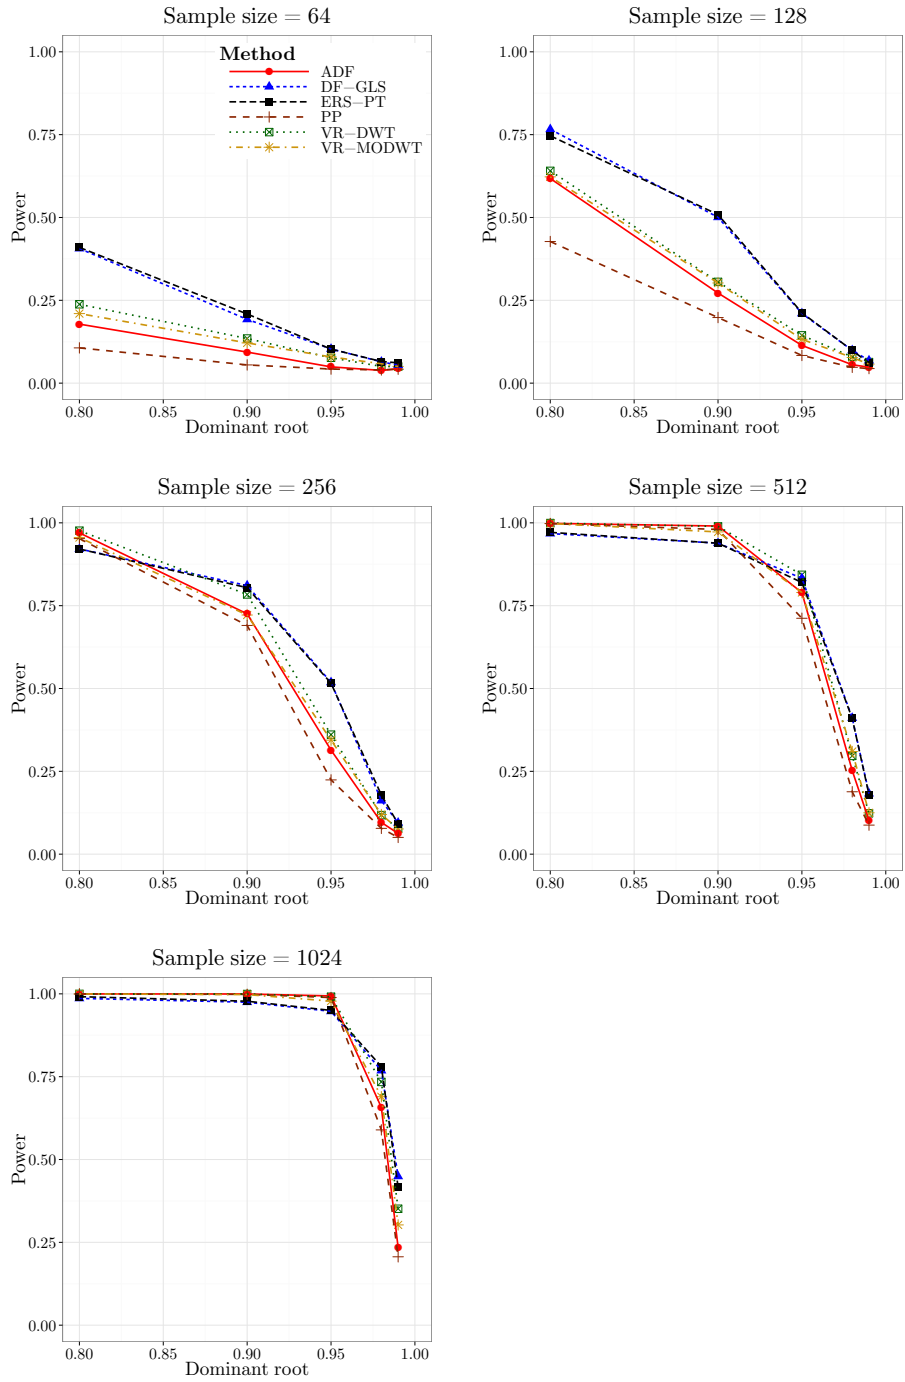 Sample size = 64
Method
ADF
DF−GLS
ERS−PT
PP
VR−DWT
VR−MODWT
Power
1.00
0.75
0.50
0.25
0.00
0.80 0.85 0.90 0.95 1.00
Dominant root
Sample size = 128
Power
1.00
0.75
0.50
0.25
0.00
0.80 0.85 0.90 0.95 1.00
Dominant root
Sample size = 256
Power
1.00
0.75
0.50
0.25
0.00
0.80 0.85 0.90 0.95 1.00
Dominant root
Sample size = 512
Power
1.00
0.75
0.50
0.25
0.00
0.80 0.85 0.90 0.95 1.00
Dominant root
Sample size = 1024
Power
1.00
0.75
0.50
0.25
0.00
0.80 0.85 0.90 0.95 1.00
Dominant root